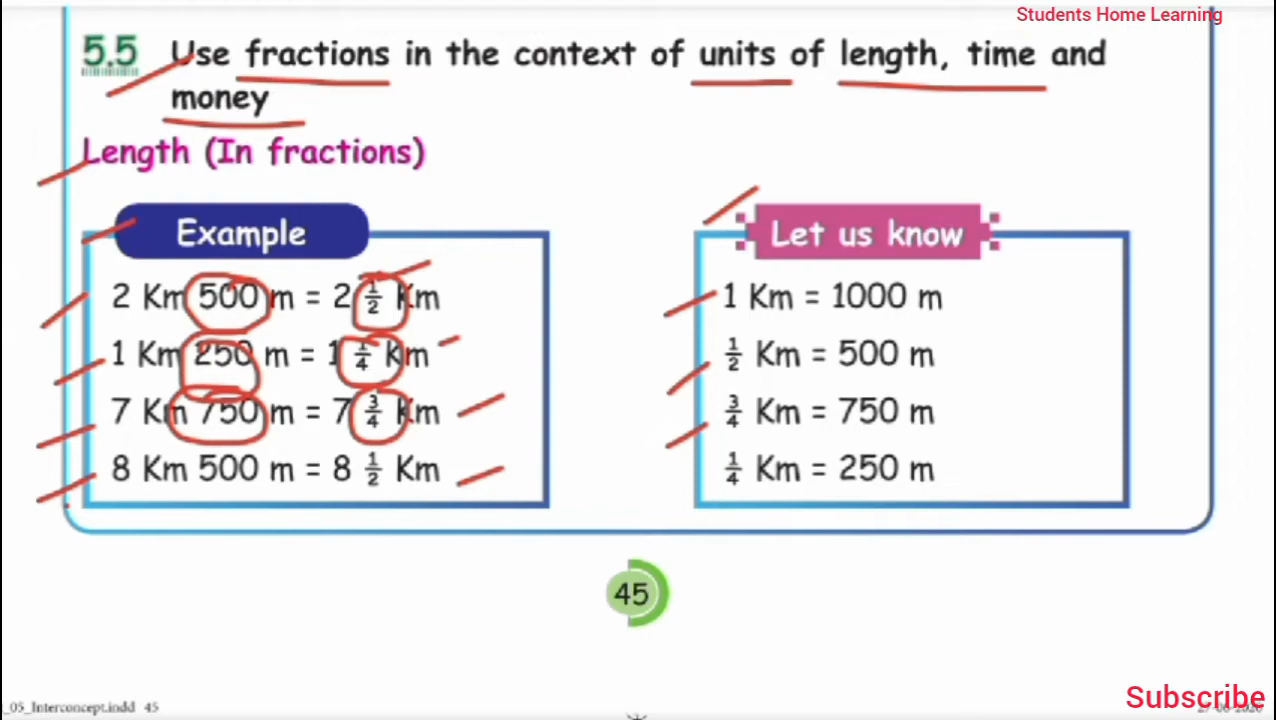 Students Home Learning
5.5 Use fractions in the context of units of length, time and
money
Length (In fractions)
Example
2 Km 500 m = 2 1/2 Km
1 Km 250 m = 1 1/4 Km
7 Km 750 m = 7 3/4 Km
8 Km 500 m = 8 1/2 Km
Let us know
1 Km = 1000 m
1/2 Km = 500 m
3/4 Km = 750 m
1/4 Km = 250 m
45
_05_Interconcept.indd 45
Subscribe